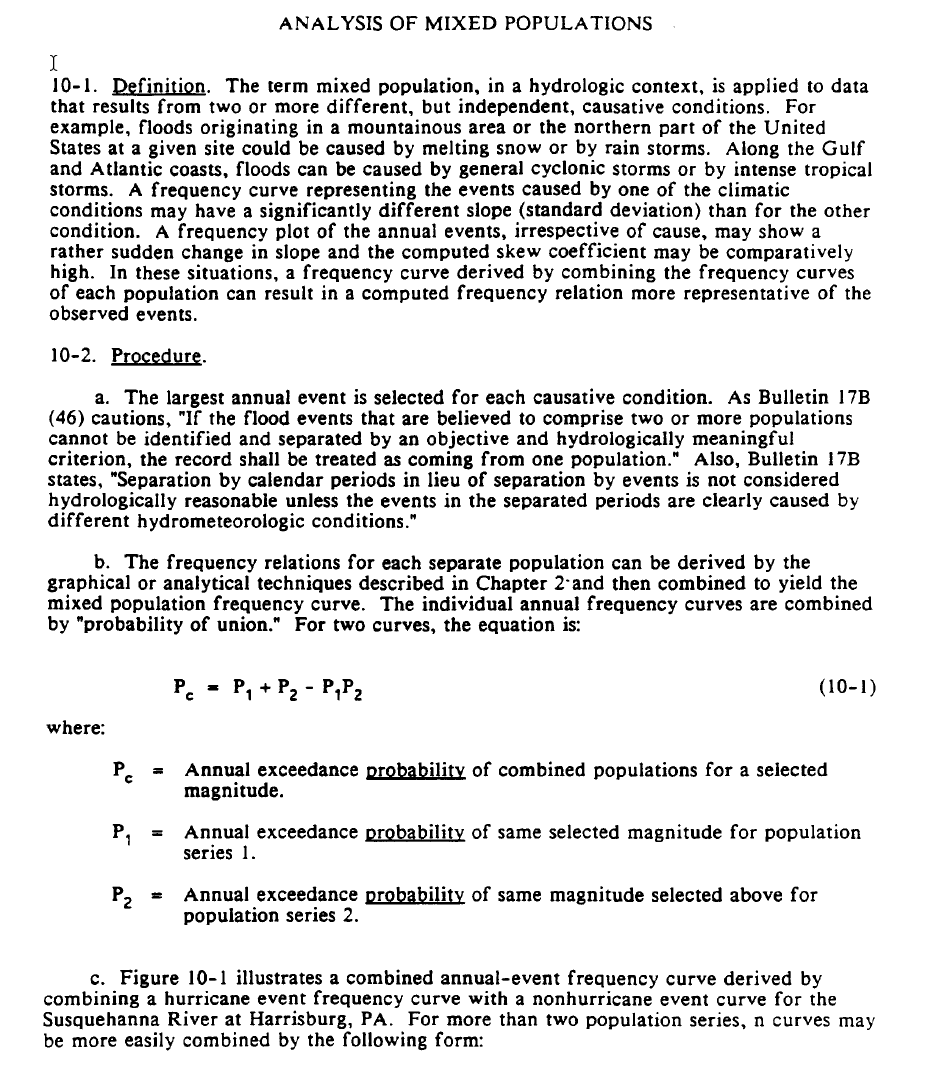 ANALYSIS OF MIXED POPULATIONS
10-1. Definition. The term mixed population, in a hydrologic context, is applied to data
that results from two or more different, but independent, causative conditions. For
example, floods originating in a mountainous area or the northern part of the United
States at a given site could be caused by melting snow or by rain storms. Along the Gulf
and Atlantic coasts, floods can be caused by general cyclonic storms or by intense tropical
storms. A frequency curve representing the events caused by one of the climatic
conditions may have a significantly different slope (standard deviation) than for the other
condition. A frequency plot of the annual events, irrespective of cause, may show a
rather sudden change in slope and the computed skew coefficient may be comparatively
high. In these situations, a frequency curve derived by combining the frequency curves
of each population can result in a computed frequency relation more representative of the
observed events.
10-2. Procedure.
a. The largest annual event is selected for each causative condition. As Bulletin 17B
(46) cautions, "If the flood events that are believed to comprise two or more populations
cannot be identified and separated by an objective and hydrologically meaningful
criterion, the record shall be treated as coming from one population." Also, Bulletin 17B
states, "Separation by calendar periods in lieu of separation by events is not considered
hydrologically reasonable unless the events in the separated periods are clearly caused by
different hydrometeorologic conditions."
b. The frequency relations for each separate population can be derived by the
graphical or analytical techniques described in Chapter 2 and then combined to yield the
mixed population frequency curve. The individual annual frequency curves are combined
by "probability of union." For two curves, the equation is:
Pc = P1 + P2 - P1P2 (10-1)
where:
Pc = Annual exceedance probability of combined populations for a selected
magnitude.
P1 = Annual exceedance probability of same selected magnitude for population
series 1.
P2 = Annual exceedance probability of same magnitude selected above for
population series 2.
c. Figure 10-1 illustrates a combined annual-event frequency curve derived by
combining a hurricane event frequency curve with a nonhurricane event curve for the
Susquehanna River at Harrisburg, PA. For more than two population series, n curves may
be more easily combined by the following form: